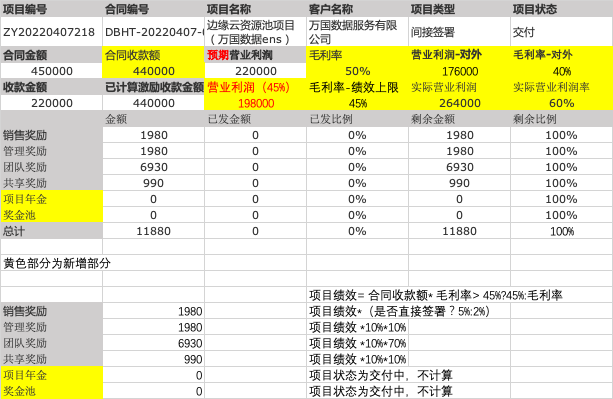 项目编号 合同编号 项目名称 客户名称 项目类型 项目状态
ZY20220407218 DBHT-20220407- 边缘云资源池项目（万国数据ens） 万国数据服务有限公司 间接签署 交付
合同金额 合同收款额 预期营业利润 毛利率 营业利润-对外 毛利率-对外
450000 440000 220000 50% 176000 40%
收款金额 已计算激励收款金额 营业利润（45%） 毛利率-绩效上限 实际营业利润 实际营业利润率
220000 440000 198000 45% 264000 60%
金额 已发金额 已发比例 剩余金额 剩余比例
销售奖励 1980 0 0% 1980 100%
管理奖励 1980 0 0% 1980 100%
团队奖励 6930 0 0% 6930 100%
共享奖励 990 0 0% 990 100%
项目年金 0 0 0% 0 100%
奖金池 0 0 0% 0 100%
总计 11880 0 0% 11880 100%
黄色部分为新增部分
项目绩效= 合同收款额* 毛利率> 45%?45%:毛利率
销售奖励 1980 项目绩效*（是否直接签署？5%:2%）
管理奖励 1980 项目绩效 *10%*10%
团队奖励 6930 项目绩效 *10%*70%
共享奖励 990 项目绩效 *10%*10%
项目年金 0 项目状态为交付中，不计算
奖金池 0 项目状态为交付中，不计算